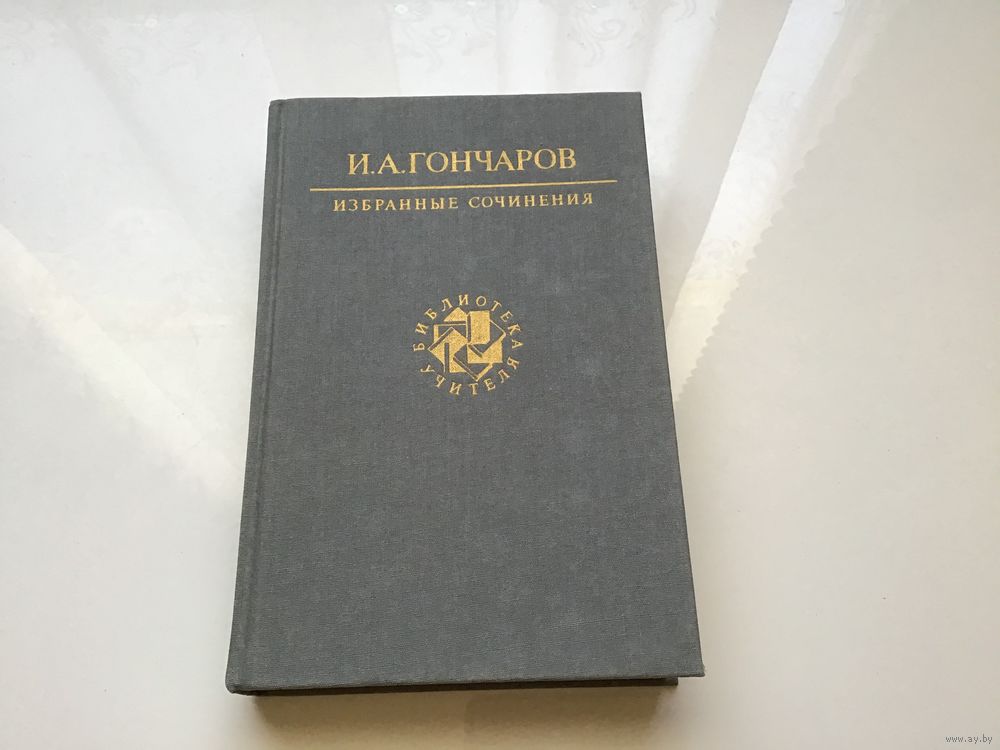 И.А.ГОНЧАРОВ
ИЗБРАННЫЕ СОЧИНЕНИЯ
БИБЛИОТЕКА
УЧИТЕЛЯ
www.ay.by